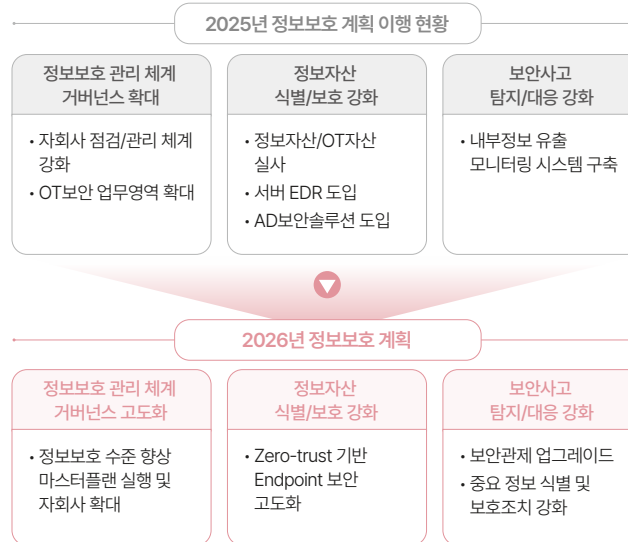 2025년 정보보호 계획 이행 현황
정보보호 관리 체계
거버넌스 확대
• 자회사 점검/관리 체계
강화
• OT보안 업무영역 확대
정보자산
식별/보호 강화
• 정보자산/OT자산
실사
• 서버 EDR 도입
• AD보안솔루션 도입
보안사고
탐지/대응 강화
• 내부정보 유출
모니터링 시스템 구축
2026년 정보보호 계획
정보보호 관리 체계
거버넌스 고도화
• 정보보호 수준 향상
마스터플랜 실행 및
자회사 확대
정보자산
식별/보호 강화
• Zero-trust 기반
Endpoint 보안
고도화
보안사고
탐지/대응 강화
• 보안관제 업그레이드
• 중요 정보 식별 및
보호조치 강화